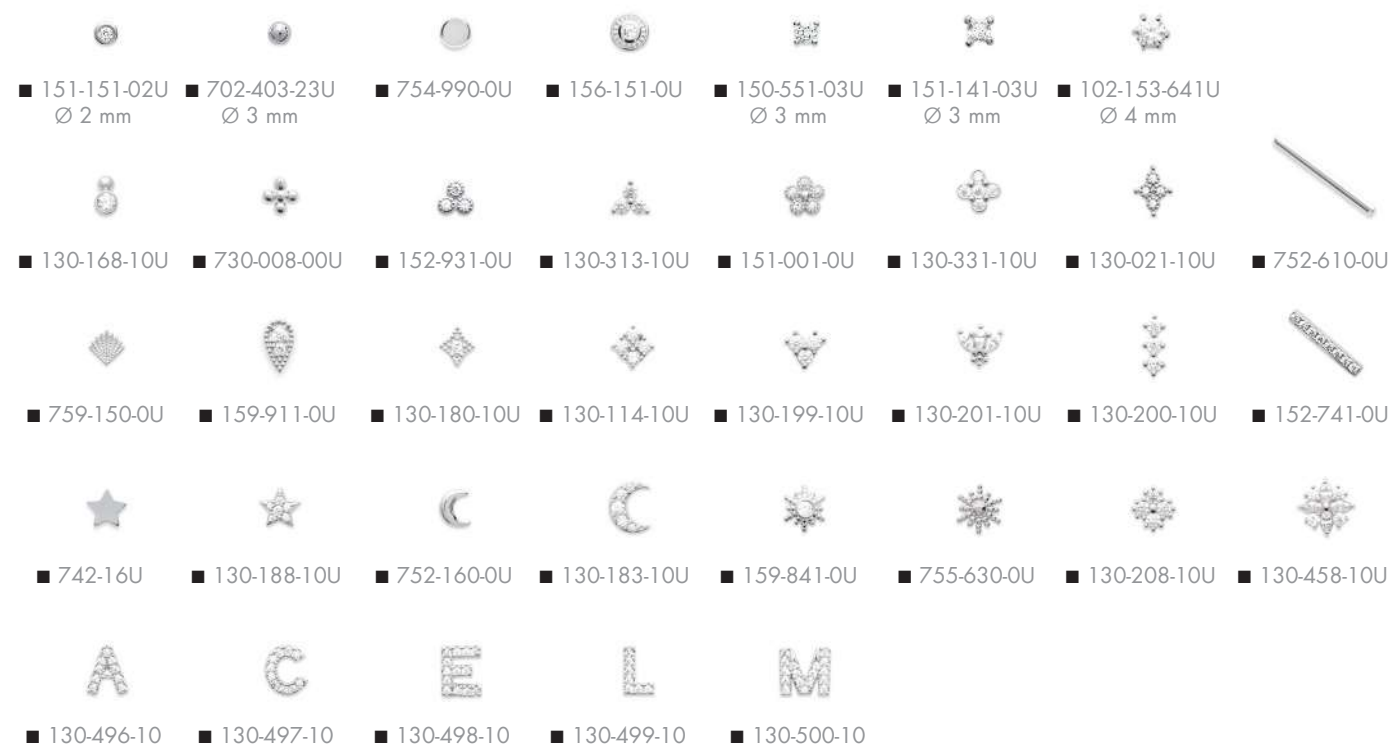 ■ 151-151-02U ■ 702-403-23U ■ 754-990-0U ■ 156-151-0U ■ 150-551-03U ■ 151-141-03U ■ 102-153-641U
Ø 2 mm Ø 3 mm Ø 3 mm Ø 3 mm Ø 4 mm
■ 130-168-10U ■ 730-008-00U ■ 152-931-0U ■ 130-313-10U ■ 151-001-0U ■ 130-331-10U ■ 130-021-10U ■ 752-610-0U
■ 759-150-0U ■ 159-911-0U ■ 130-180-10U ■ 130-114-10U ■ 130-199-10U ■ 130-201-10U ■ 130-200-10U ■ 152-741-0U
■ 742-16U ■ 130-188-10U ■ 752-160-0U ■ 130-183-10U ■ 159-841-0U ■ 755-630-0U ■ 130-208-10U ■ 130-458-10U
A C E L M
■ 130-496-10 ■ 130-497-10 ■ 130-498-10 ■ 130-499-10 ■ 130-500-10